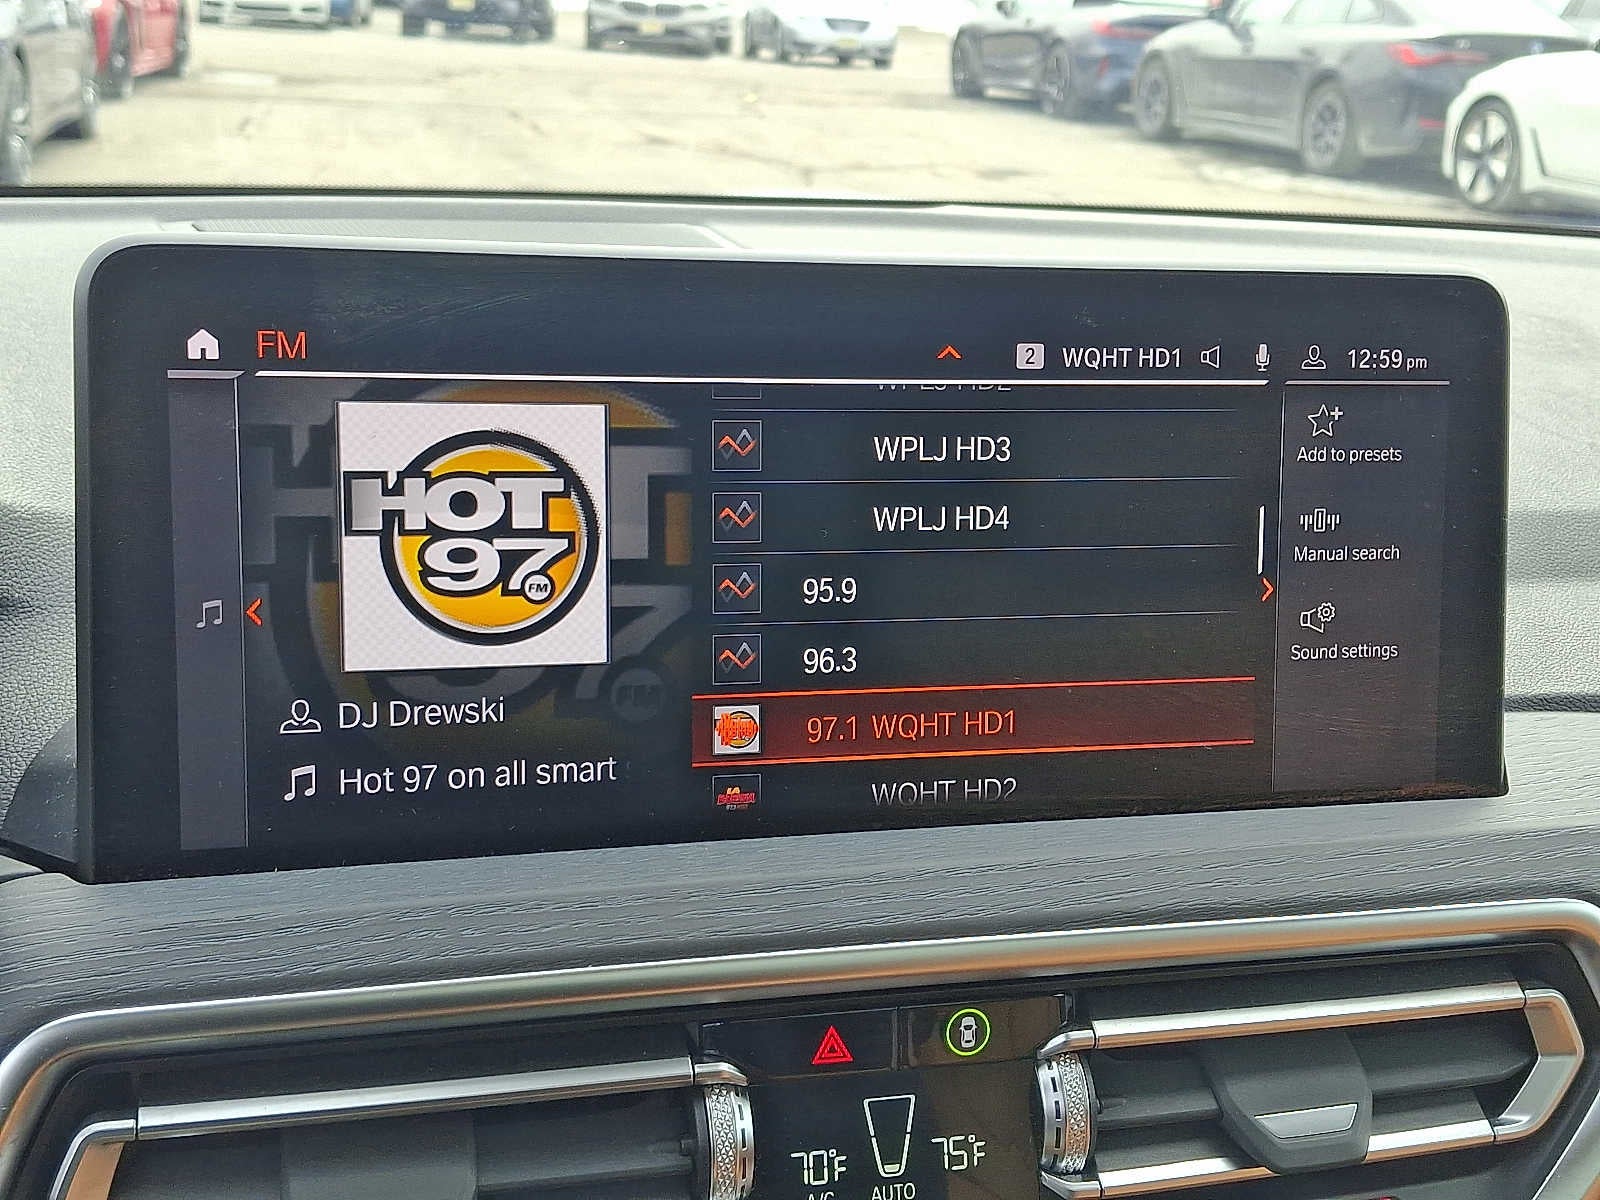 FM
2 WQHT HD1 12:59 pm
HOT
97
FM
DJ Drewski
Hot 97 on all smart
WPLJ HD2
WPLJ HD3
WPLJ HD4
95.9
96.3
97.1 WQHT HD1
WQHT HD2
Add to presets
Manual search
Sound settings
70°F
75°F
A/C
AUTO